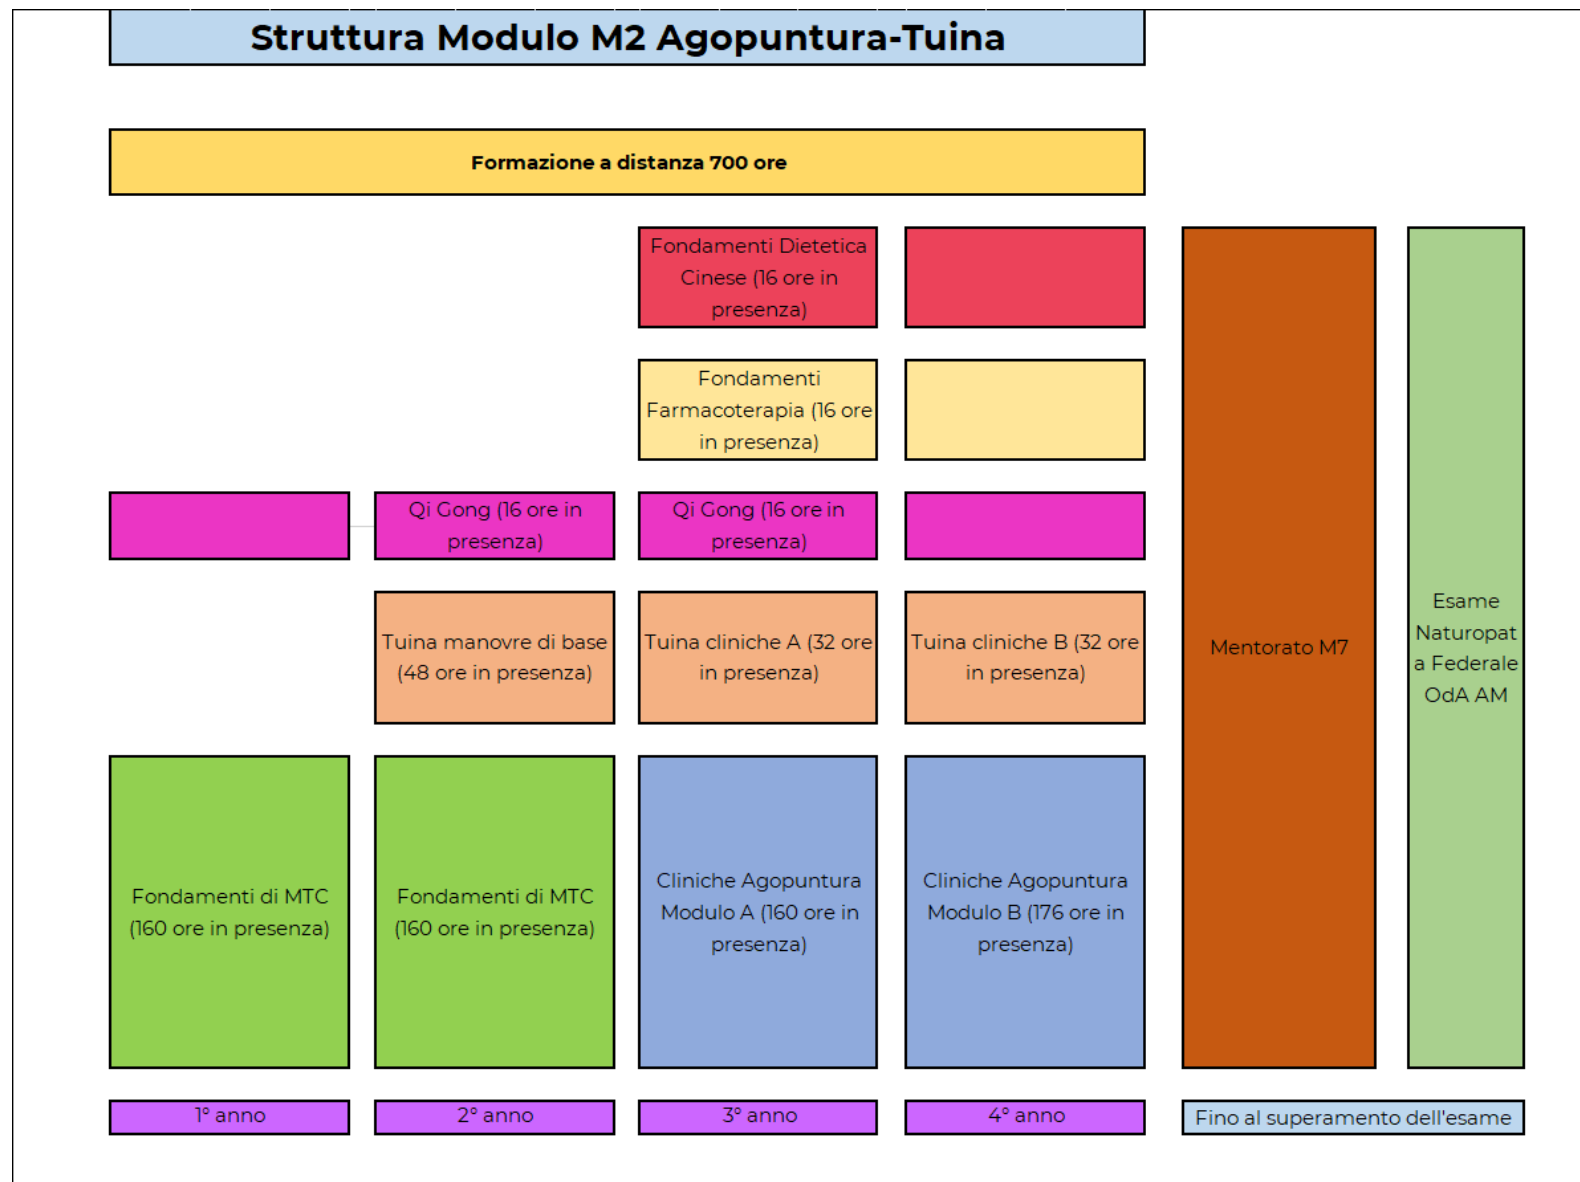 Struttura Modulo M2 Agopuntura-Tuina
Formazione a distanza 700 ore
Fondamenti Dietetica
Cinese (16 ore in
presenza)
Fondamenti
Farmacoterapia (16 ore
in presenza)
Qi Gong (16 ore in
presenza)
Qi Gong (16 ore in
presenza)
Tuina manovre di base
(48 ore in presenza)
Tuina cliniche A (32 ore
in presenza)
Tuina cliniche B (32 ore
in presenza)
Fondamenti di MTC
(160 ore in presenza)
Fondamenti di MTC
(160 ore in presenza)
Cliniche Agopuntura
Modulo A (160 ore in
presenza)
Cliniche Agopuntura
Modulo B (176 ore in
presenza)
Mentorato M7
Esame
Naturopat
a Federale
OdA AM
1° anno
2° anno
3° anno
4° anno
Fino al superamento dell'esame